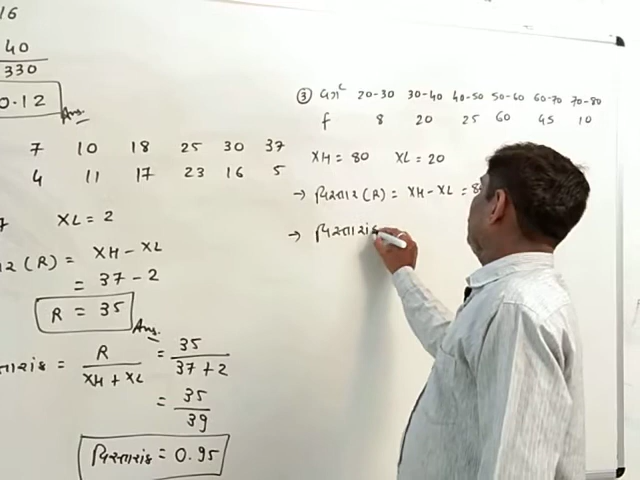 16
40
330
0.12 Ans.
7 10 18 25 30 37
4 11 17 23 16 5
7 XL = 2
(R) = XH - XL
= 37 - 2
R = 35 Ans.
= R / XH + XL = 35 / 37 + 2
= 35 / 39
વિસ્તારાંક = 0.95
③ વર્ગ 20-30 30-40 40-50 50-60 60-70 70-80
f 8 20 25 60 45 10
XH = 80 XL = 20
→ વિસ્તાર (R) = XH - XL = 8
→ વિસ્તારાંક